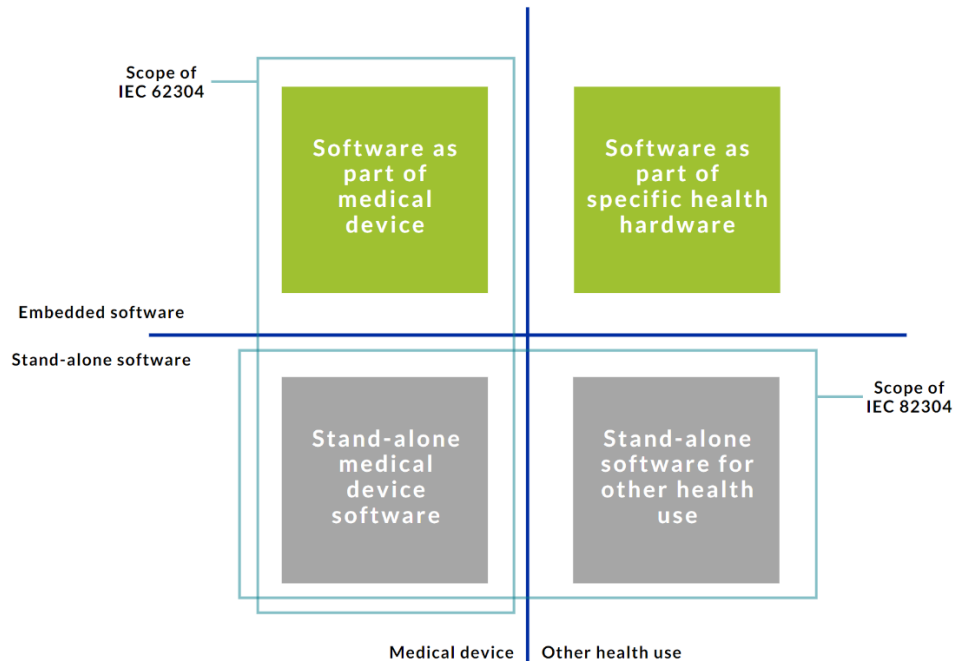 Scope of
IEC 62304
Software as
part of
medical
device
Software as
part of
specific health
hardware
Embedded software
Stand-alone software
Scope of
IEC 82304
Stand-alone
medical
device
software
Stand-alone
software for
other health
use
Medical device
Other health use